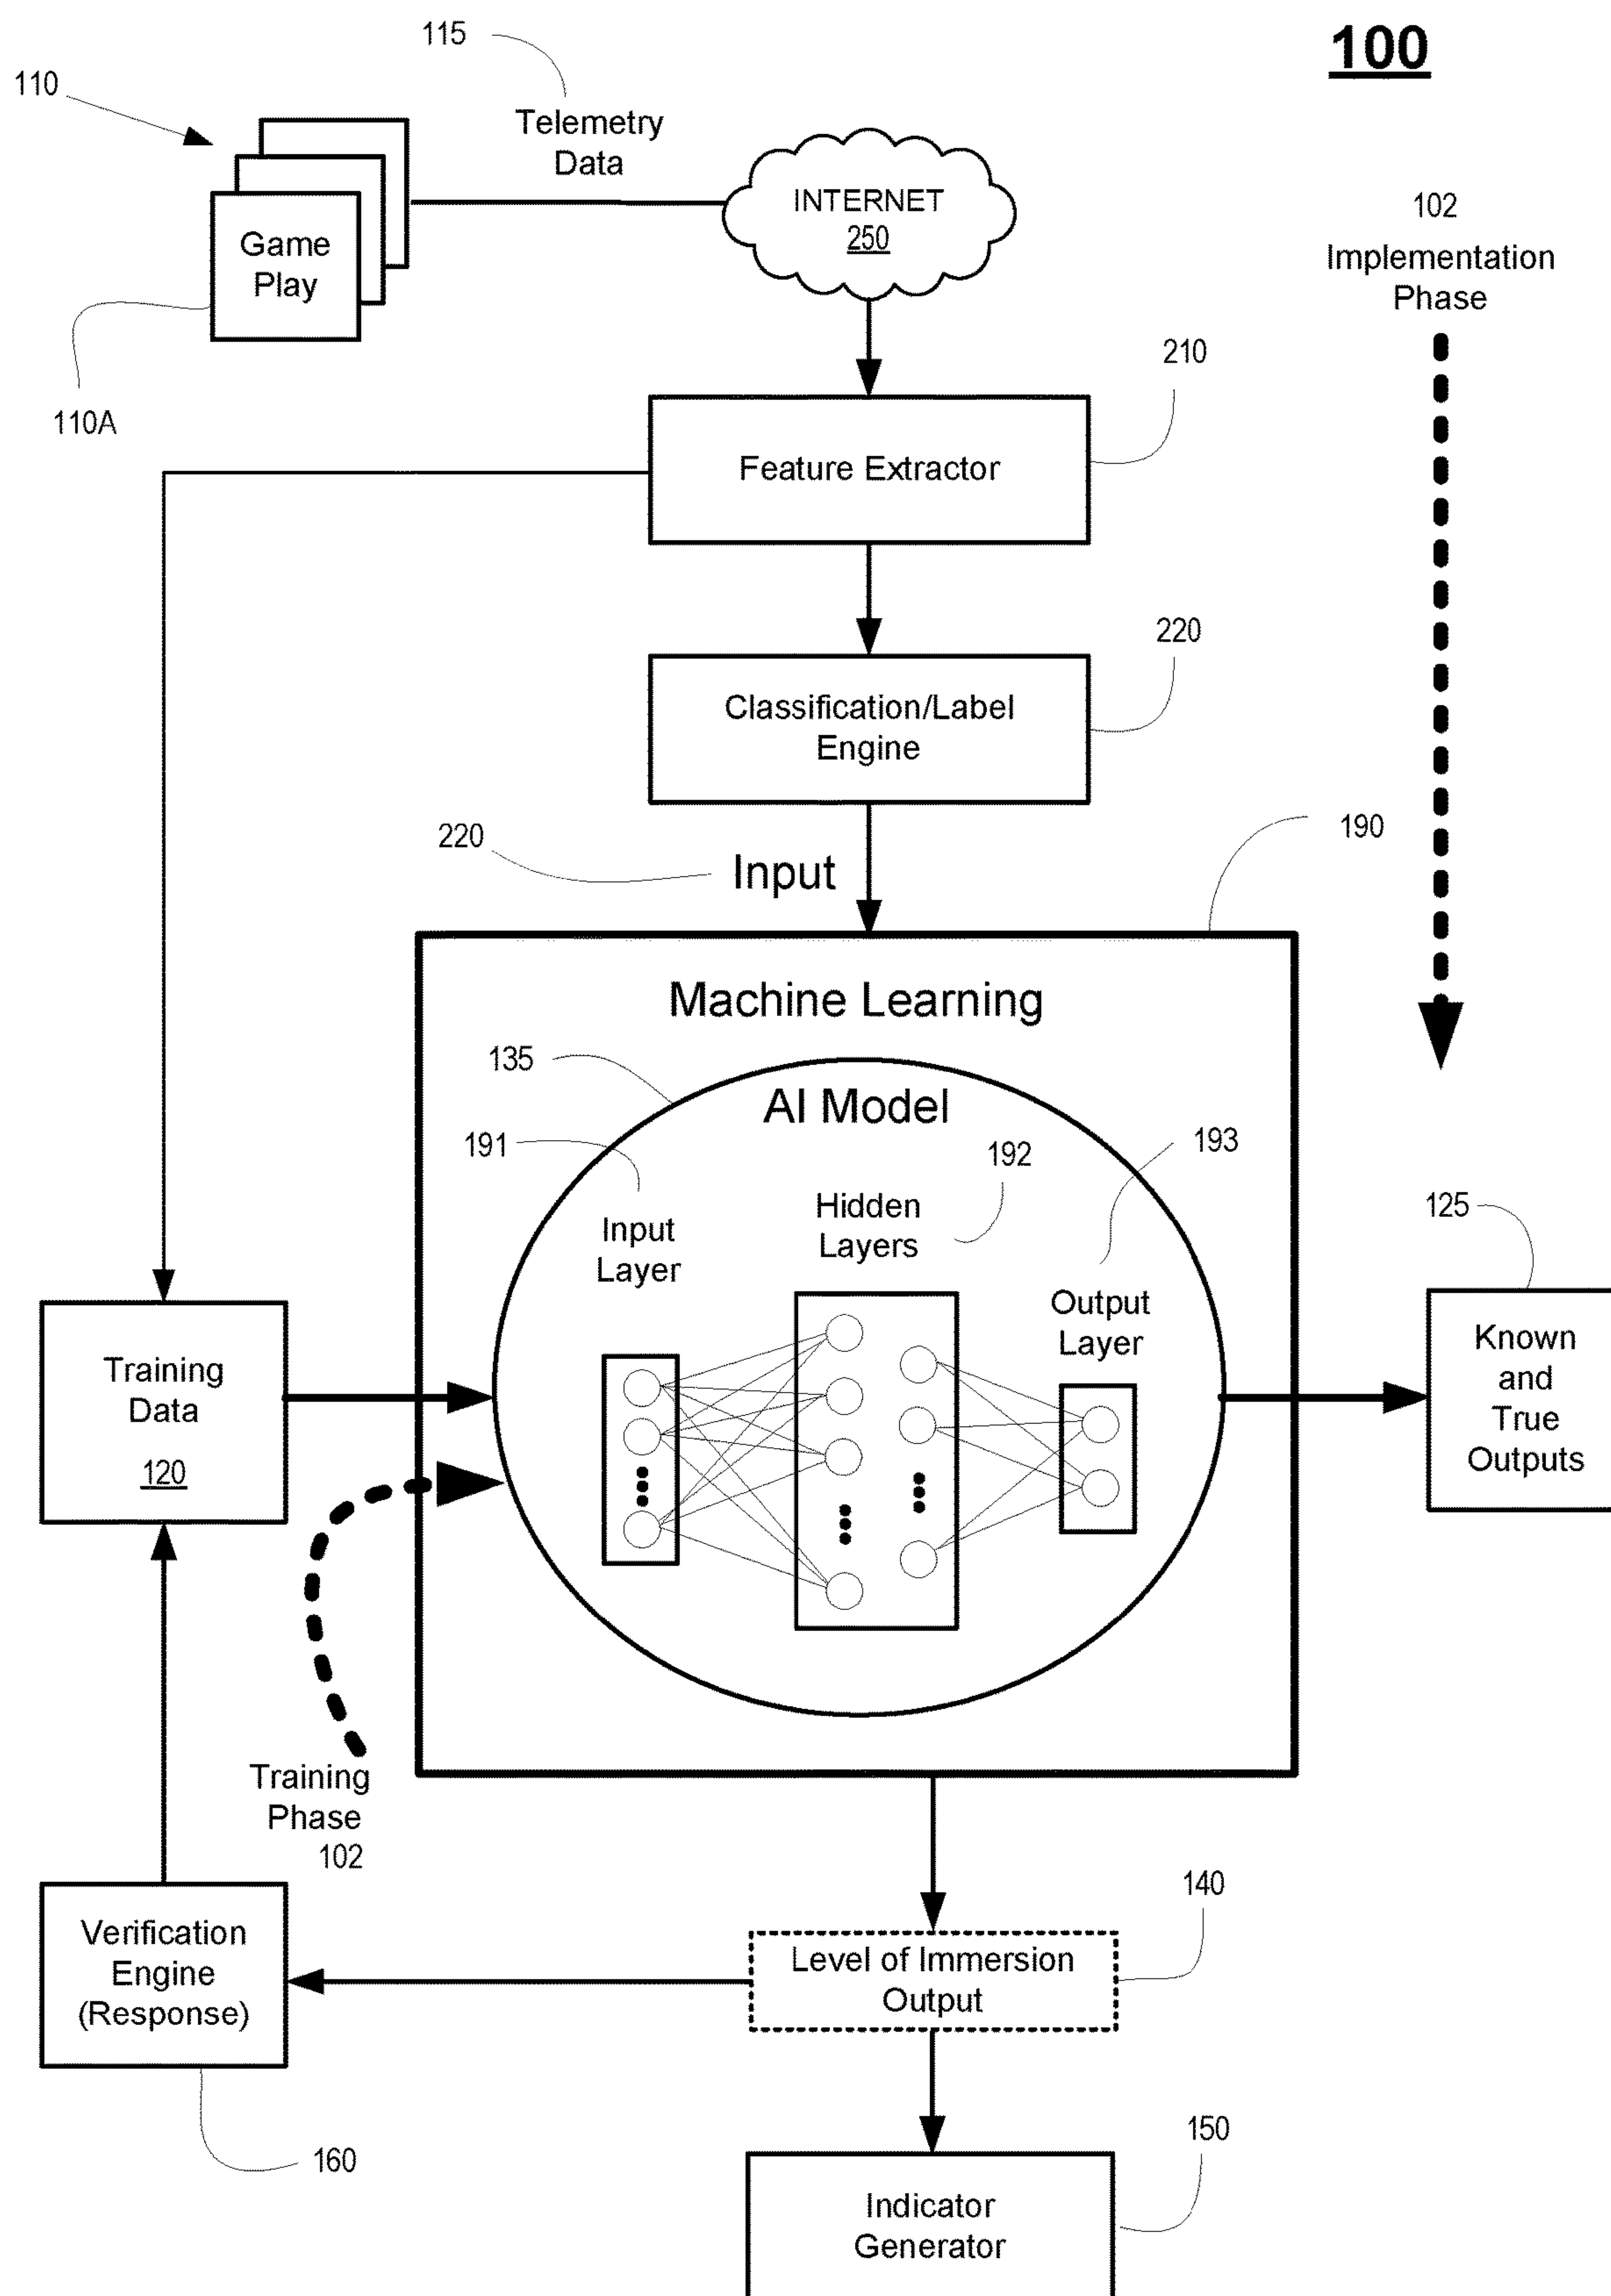 100
115
110
Telemetry
Data
INTERNET
250
102
Implementation
Phase
Game
Play
110A
210
Feature Extractor
220
Classification/Label
Engine
220
Input
190
Machine Learning
135
AI Model
191
192
193
Input
Layer
Hidden
Layers
Output
Layer
125
Known
and
True
Outputs
Training
Data
120
Training
Phase
102
140
Level of Immersion
Output
Verification
Engine
(Response)
160
150
Indicator
Generator